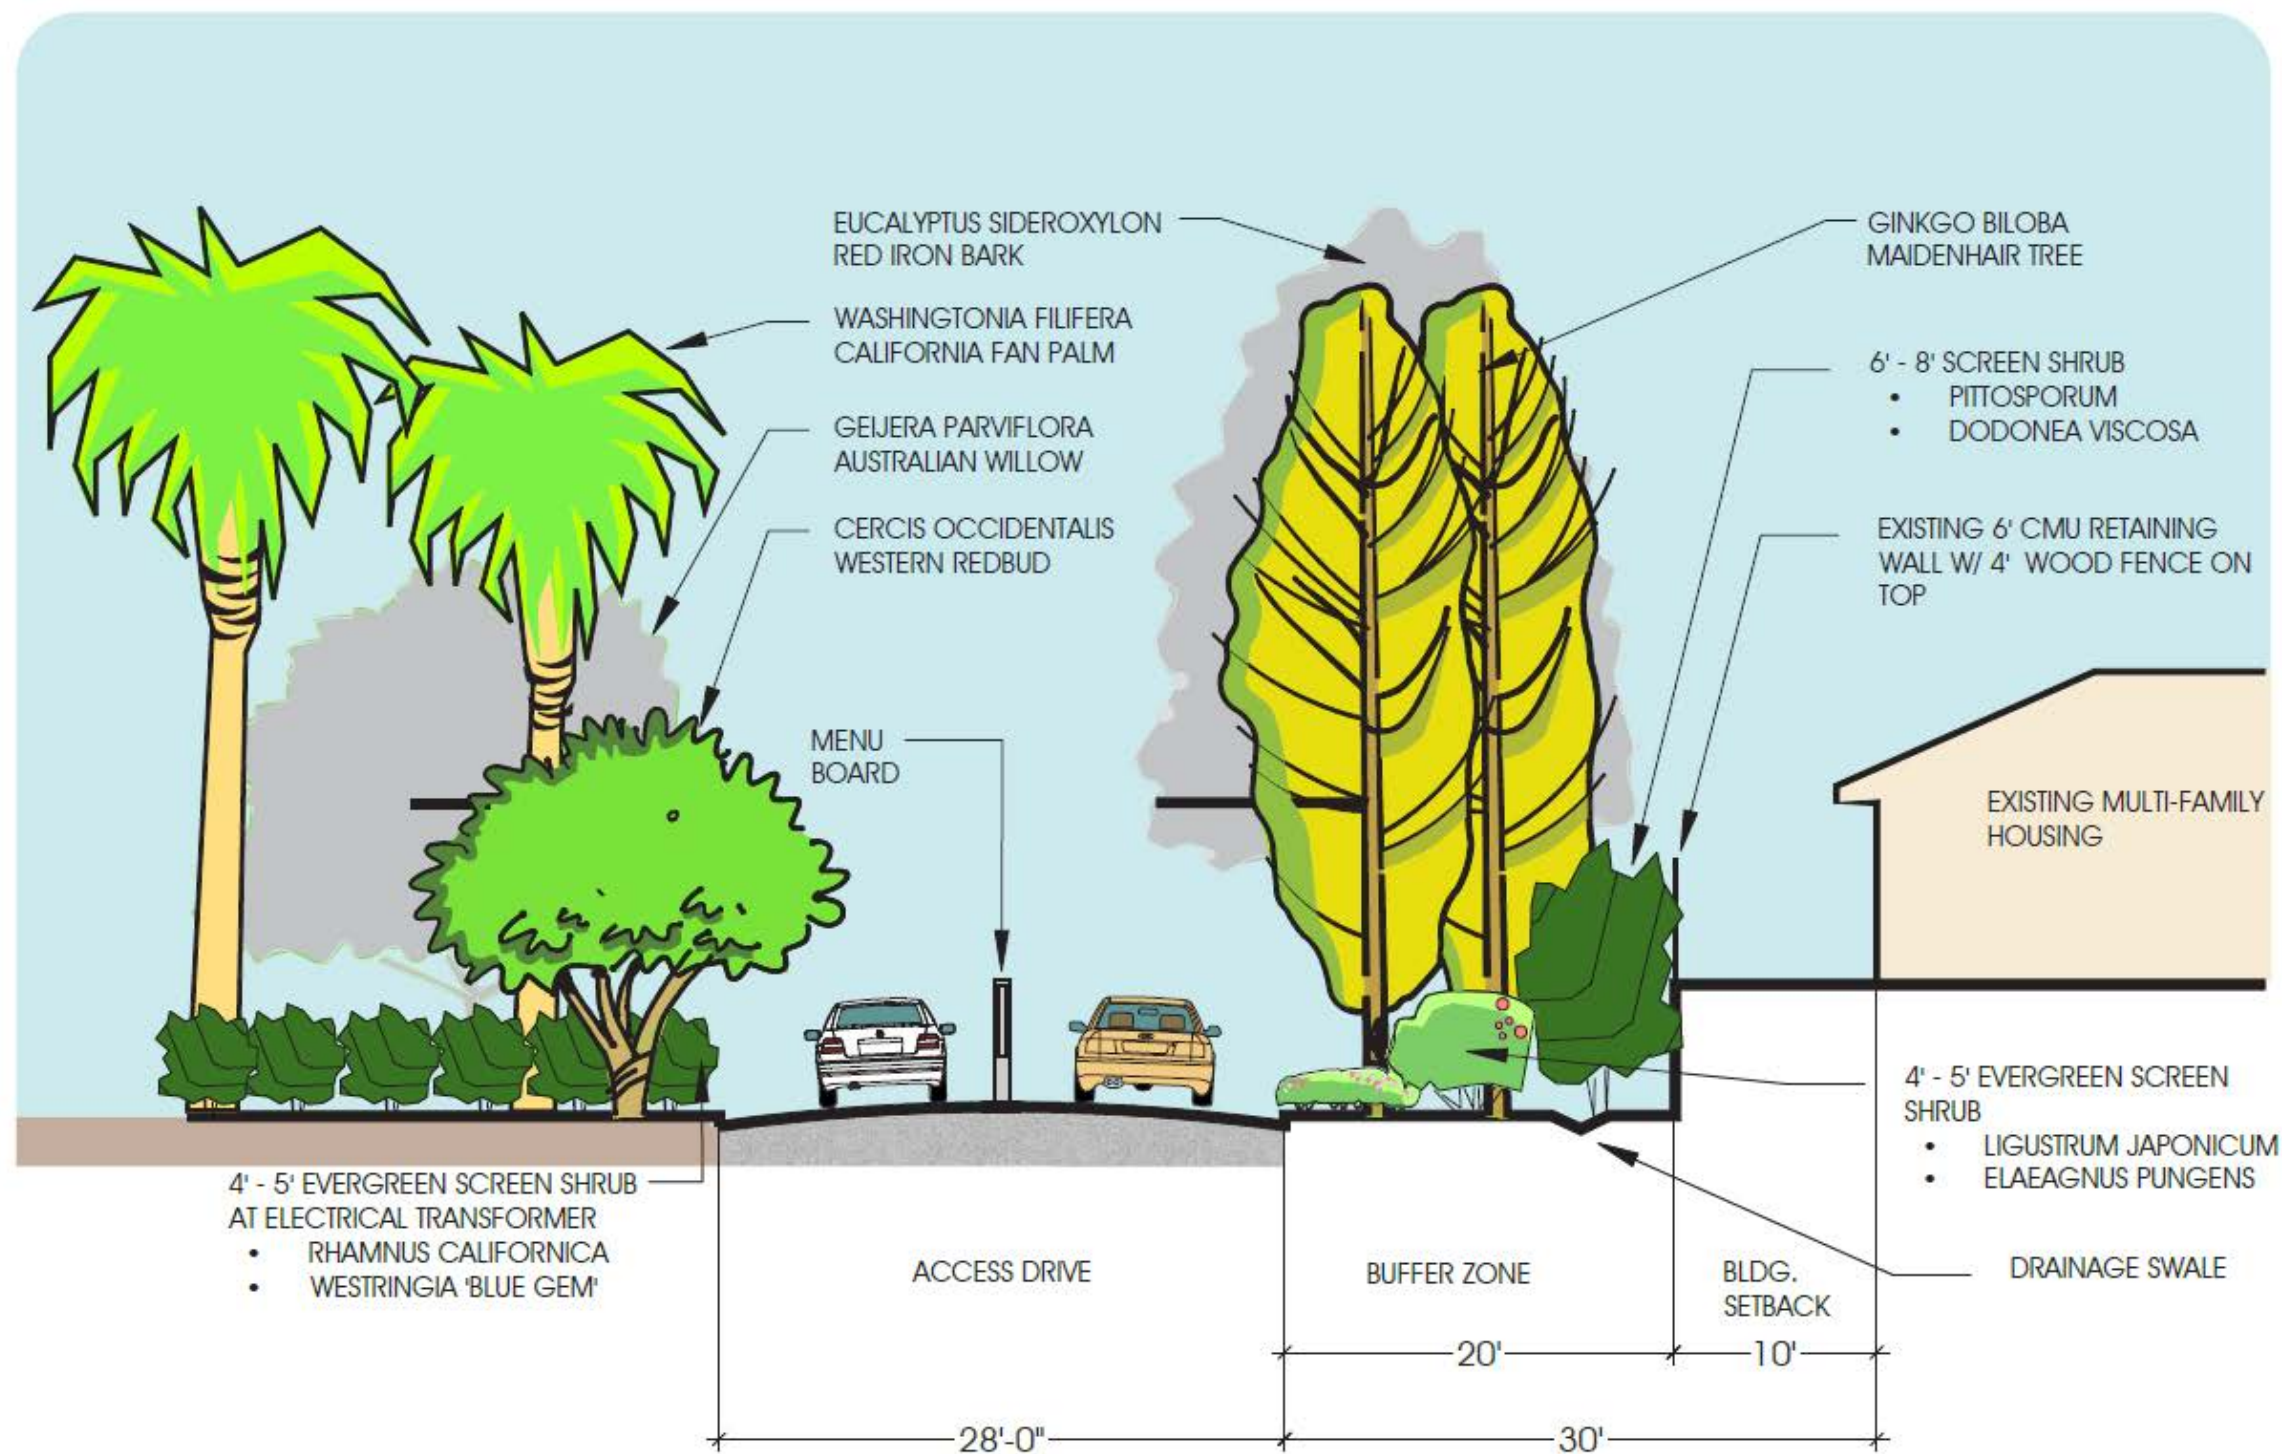 EUCALYPTUS SIDEROXYLON
RED IRON BARK
WASHINGTONIA FILIFERA
CALIFORNIA FAN PALM
GEIJERA PARVIFLORA
AUSTRALIAN WILLOW
CERCIS OCCIDENTALIS
WESTERN REDBUD
MENU
BOARD
GINKGO BILOBA
MAIDENHAIR TREE
6' - 8' SCREEN SHRUB
• PITTOSPORUM
• DODONEA VISCOSA
EXISTING 6' CMU RETAINING
WALL W/ 4' WOOD FENCE ON
TOP
EXISTING MULTI-FAMILY
HOUSING
4' - 5' EVERGREEN SCREEN
SHRUB
• LIGUSTRUM JAPONICUM
• ELAEAGNUS PUNGENS
DRAINAGE SWALE
4' - 5' EVERGREEN SCREEN SHRUB
AT ELECTRICAL TRANSFORMER
• RHAMNUS CALIFORNICA
• WESTRINGIA 'BLUE GEM'
ACCESS DRIVE
BUFFER ZONE
BLDG.
SETBACK
20'
10'
28'-0"
30'